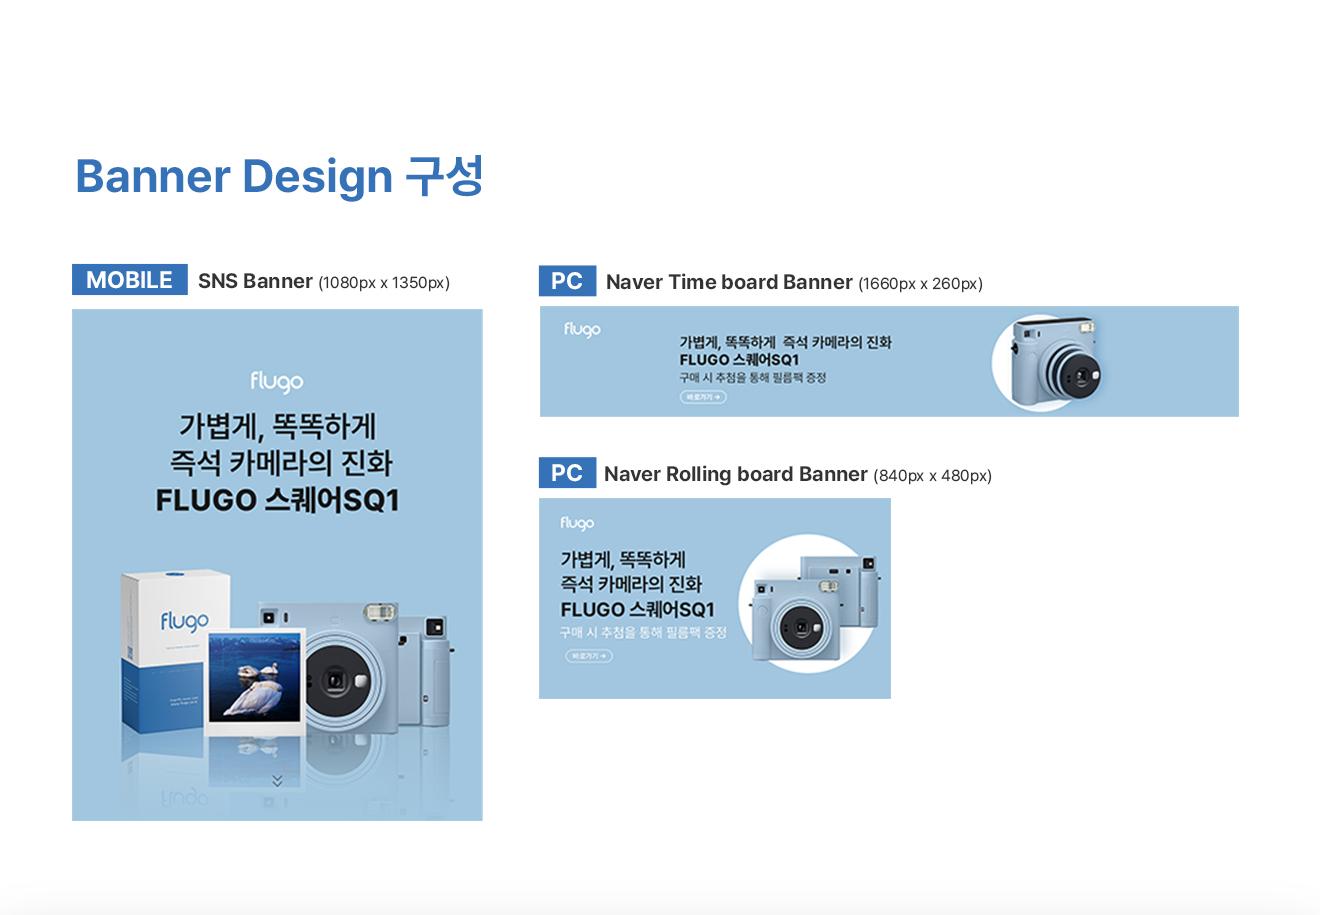 Banner Design 구성
MOBILE SNS Banner (1080px x 1350px)
flugo
가볍게, 똑똑하게
즉석 카메라의 진화
FLUGO 스퀘어SQ1
flugo
PC Naver Time board Banner (1660px x 260px)
flugo
가볍게, 똑똑하게 즉석 카메라의 진화
FLUGO 스퀘어SQ1
구매 시 추첨을 통해 필름팩 증정
바로가기 →
PC Naver Rolling board Banner (840px x 480px)
flugo
가볍게, 똑똑하게
즉석 카메라의 진화
FLUGO 스퀘어SQ1
구매 시 추첨을 통해 필름팩 증정
바로가기 →